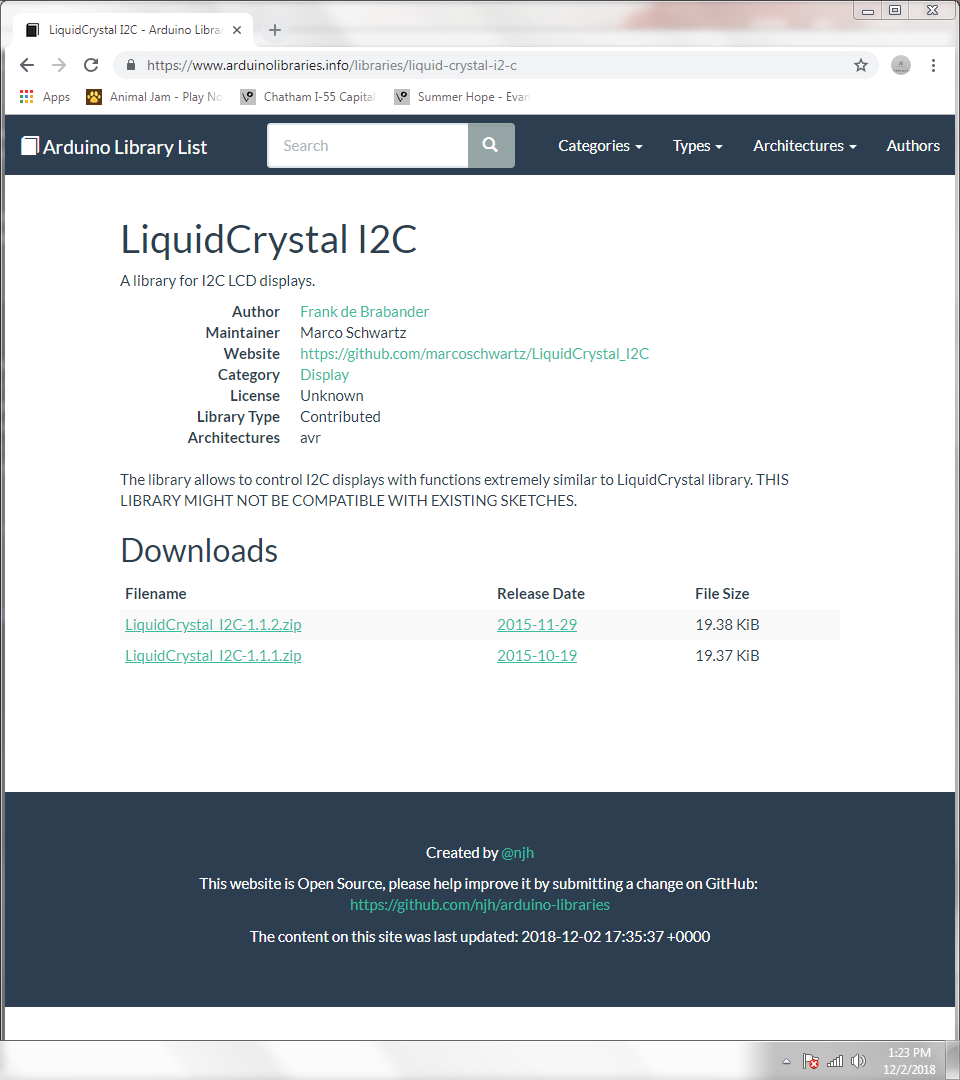 LiquidCrystal I2C - Arduino Libra
https://www.arduinolibraries.info/libraries/liquid-crystal-i2-c
Apps Animal Jam - Play No Chatham I-55 Capital Summer Hope - Evan
Arduino Library List Search Categories Types Architectures Authors
LiquidCrystal I2C
A library for I2C LCD displays.
Author Frank de Brabander
Maintainer Marco Schwartz
Website https://github.com/marcoschwartz/LiquidCrystal_I2C
Category Display
License Unknown
Library Type Contributed
Architectures avr
The library allows to control I2C displays with functions extremely similar to LiquidCrystal library. THIS
LIBRARY MIGHT NOT BE COMPATIBLE WITH EXISTING SKETCHES.
Downloads
Filename Release Date File Size
LiquidCrystal_I2C-1.1.2.zip 2015-11-29 19.38 KiB
LiquidCrystal_I2C-1.1.1.zip 2015-10-19 19.37 KiB
Created by @njh
This website is Open Source, please help improve it by submitting a change on GitHub:
https://github.com/njh/arduino-libraries
The content on this site was last updated: 2018-12-02 17:35:37 +0000
1:23 PM
12/2/2018